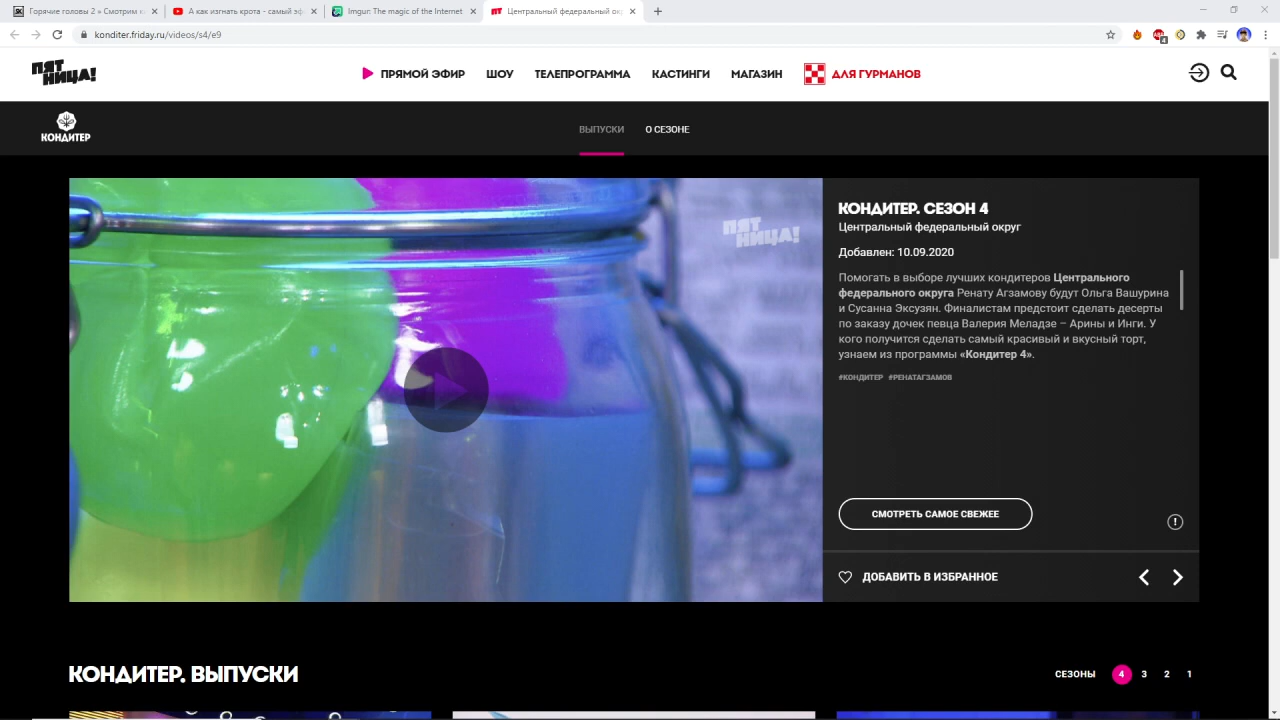 Горячие головы 2 » Смотрим к
А как изгнать крота - самый эф
Imgur: The magic of the Internet
Центральный федеральный ок
konditer.friday.ru/videos/s4/e9
ПЯТНИЦА!
ПРЯМОЙ ЭФИР ШОУ ТЕЛЕПРОГРАММА КАСТИНГИ МАГАЗИН ДЛЯ ГУРМАНОВ
КОНДИТЕР
ВЫПУСКИ О СЕЗОНЕ
ПЯТНИЦА!
КОНДИТЕР. СЕЗОН 4
Центральный федеральный округ
Добавлен: 10.09.2020
Помогать в выборе лучших кондитеров Центрального
федерального округа Ренату Агзамову будут Ольга Вашурина
и Сусанна Эксузян. Финалистам предстоит сделать десерты
по заказу дочек певца Валерия Меладзе – Арины и Инги. У
кого получится сделать самый красивый и вкусный торт,
узнаем из программы «Кондитер 4».
#КОНДИТЕР #РЕНАТАГЗАМОВ
СМОТРЕТЬ САМОЕ СВЕЖЕЕ
ДОБАВИТЬ В ИЗБРАННОЕ
КОНДИТЕР. ВЫПУСКИ
СЕЗОНЫ 4 3 2 1